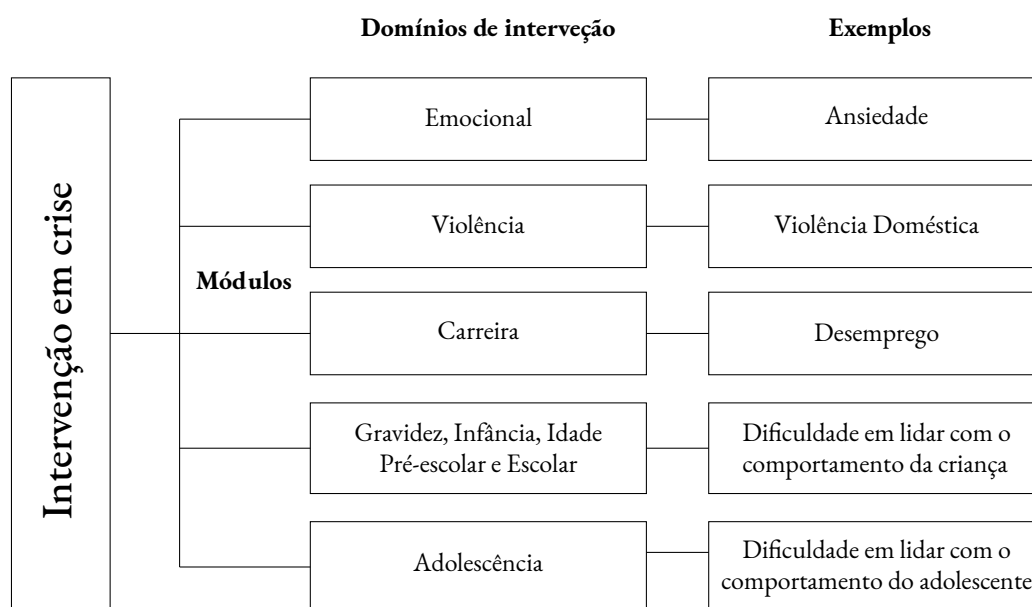 Domínios de interveção
Exemplos
Intervenção em crise
Módulos
Emocional
Ansiedade
Violência
Violência Doméstica
Carreira
Desemprego
Gravidez, Infância, Idade
Pré-escolar e Escolar
Dificuldade em lidar com o
comportamento da criança
Adolescência
Dificuldade em lidar com o
comportamento do adolescente